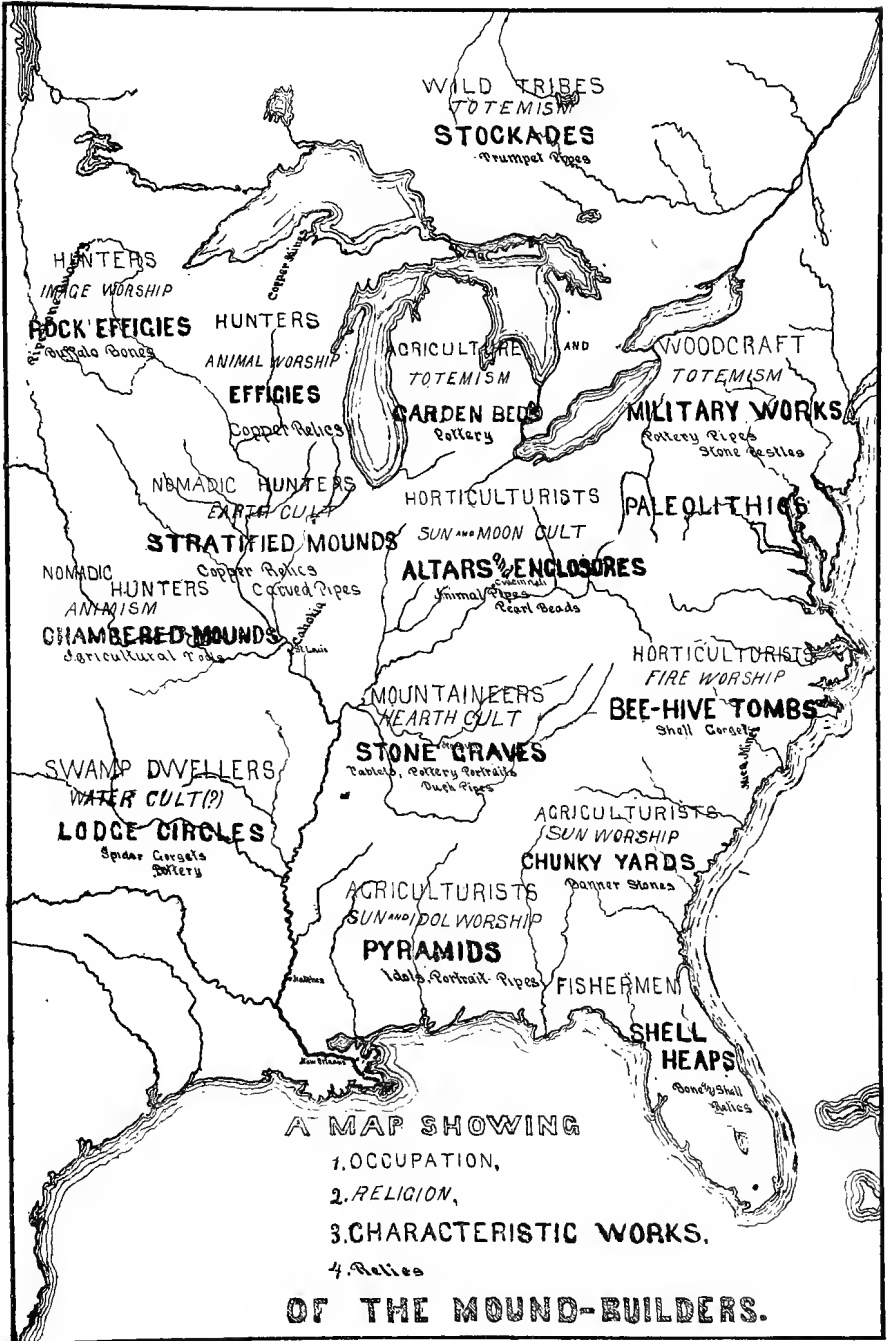 WILD TRIBES
TOTEMISM
STOCKADES
Trumpet Pipes
Copper Mines
HUNTERS
IMAGE WORSHIP
ROCK EFFIGIES
Buffalo Bones
HUNTERS
ANIMAL WORSHIP
EFFIGIES
Copper Relics
AGRICULTURE AND WOODCRAFT
TOTEMISM
GARDEN BEDS
Pottery
TOTEMISM
MILITARY WORKS
Pottery Pipes
Stone Pestles
PALEOLITHICS
NOMADIC HUNTERS
EARTH CULT
STRATIFIED MOUNDS
Copper Relics
Carved Pipes
HORTICULTURISTS
SUN AND MOON CULT
ALTARS and ENCLOSORES
Cincinnati
Animal Pipes
Pearl Beads
NOMADIC
HUNTERS
ANIMISM
CHAMBERED MOUNDS
Agricultural Tools
Cahokia
St. Louis
HORTICULTURISTS
FIRE WORSHIP
BEE-HIVE TOMBS
Shell Gorgets
Mica Mines
MOUNTAINEERS
HEARTH CULT
STONE GRAVES
Tablets, Pottery Portraits
Duck Pipes
SWAMP DWELLERS
WATER CULT(?)
LODGE CIRCLES
Spider Gorgets
Pottery
AGRICULTURISTS
SUN WORSHIP
CHUNKY YARDS
Banner Stones
AGRICULTURISTS
SUN AND IDOL WORSHIP
PYRAMIDS
Idols, Portrait Pipes
Natchez
New Orleans
FISHERMEN
SHELL
HEAPS
Bone and Shell
Relics
A MAP SHOWING
1. OCCUPATION,
2. RELIGION,
3. CHARACTERISTIC WORKS.
4. Relics
OF THE MOUND-BUILDERS.